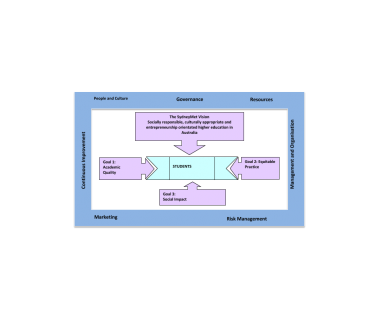 People and Culture
Governance
Resources
The SydneyMet Vision
Socially responsible, culturally appropriate and
entrepreneurship orientated higher education in
Australia
Continuous Improvement
Management and Organisation
Goal 1:
Academic
Quality
STUDENTS
Goal 2: Equitable
Practice
Goal 3:
Social Impact
Marketing
Risk Management